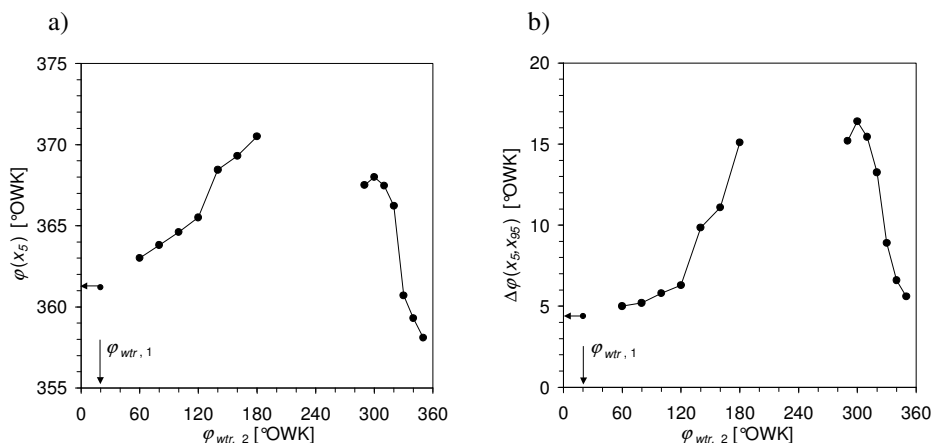 a)
375
370
365
360
355
φ(x5) [°OWK]
φwtr, 1
0 60 120 180 240 300 360
φwtr, 2 [°OWK]
b)
20
15
10
5
0
Δφ(x5,x95) [°OWK]
φwtr, 1
0 60 120 180 240 300 360
φwtr, 2 [°OWK]